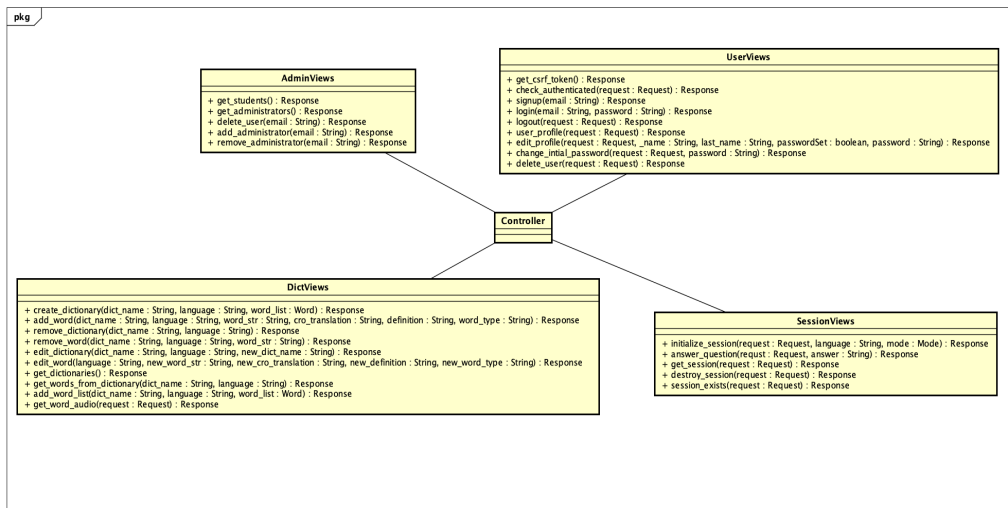 pkg
AdminViews
+ get_students() : Response
+ get_administrators() : Response
+ delete_user(email : String) : Response
+ add_administrator(email : String) : Response
+ remove_administrator(email : String) : Response
UserViews
+ get_csrf_token() : Response
+ check_authenticated(request : Request) : Response
+ signup(email : String) : Response
+ login(email : String, password : String) : Response
+ logout(request : Request) : Response
+ user_profile(request : Request) : Response
+ edit_profile(request : Request, _name : String, last_name : String, passwordSet : boolean, password : String) : Response
+ change_intial_password(request : Request, password : String) : Response
+ delete_user(request : Request) : Response
Controller
DictViews
+ create_dictionary(dict_name : String, language : String, word_list : Word) : Response
+ add_word(dict_name : String, language : String, word_str : String, cro_translation : String, definition : String, word_type : String) : Response
+ remove_dictionary(dict_name : String, language : String) : Response
+ remove_word(dict_name : String, language : String, word_str : String) : Response
+ edit_dictionary(dict_name : String, language : String, new_dict_name : String) : Response
+ edit_word(language : String, new_word_str : String, new_cro_translation : String, new_definition : String, new_word_type : String) : Response
+ get_dictionaries() : Response
+ get_words_from_dictionary(dict_name : String, language : String) : Response
+ add_word_list(dict_name : String, language : String, word_list : Word) : Response
+ get_word_audio(request : Request) : Response
SessionViews
+ initialize_session(request : Request, language : String, mode : Mode) : Response
+ answer_question(requst : Request, answer : String) : Response
+ get_session(request : Request) : Response
+ destroy_session(request : Request) : Response
+ session_exists(request : Request) : Response